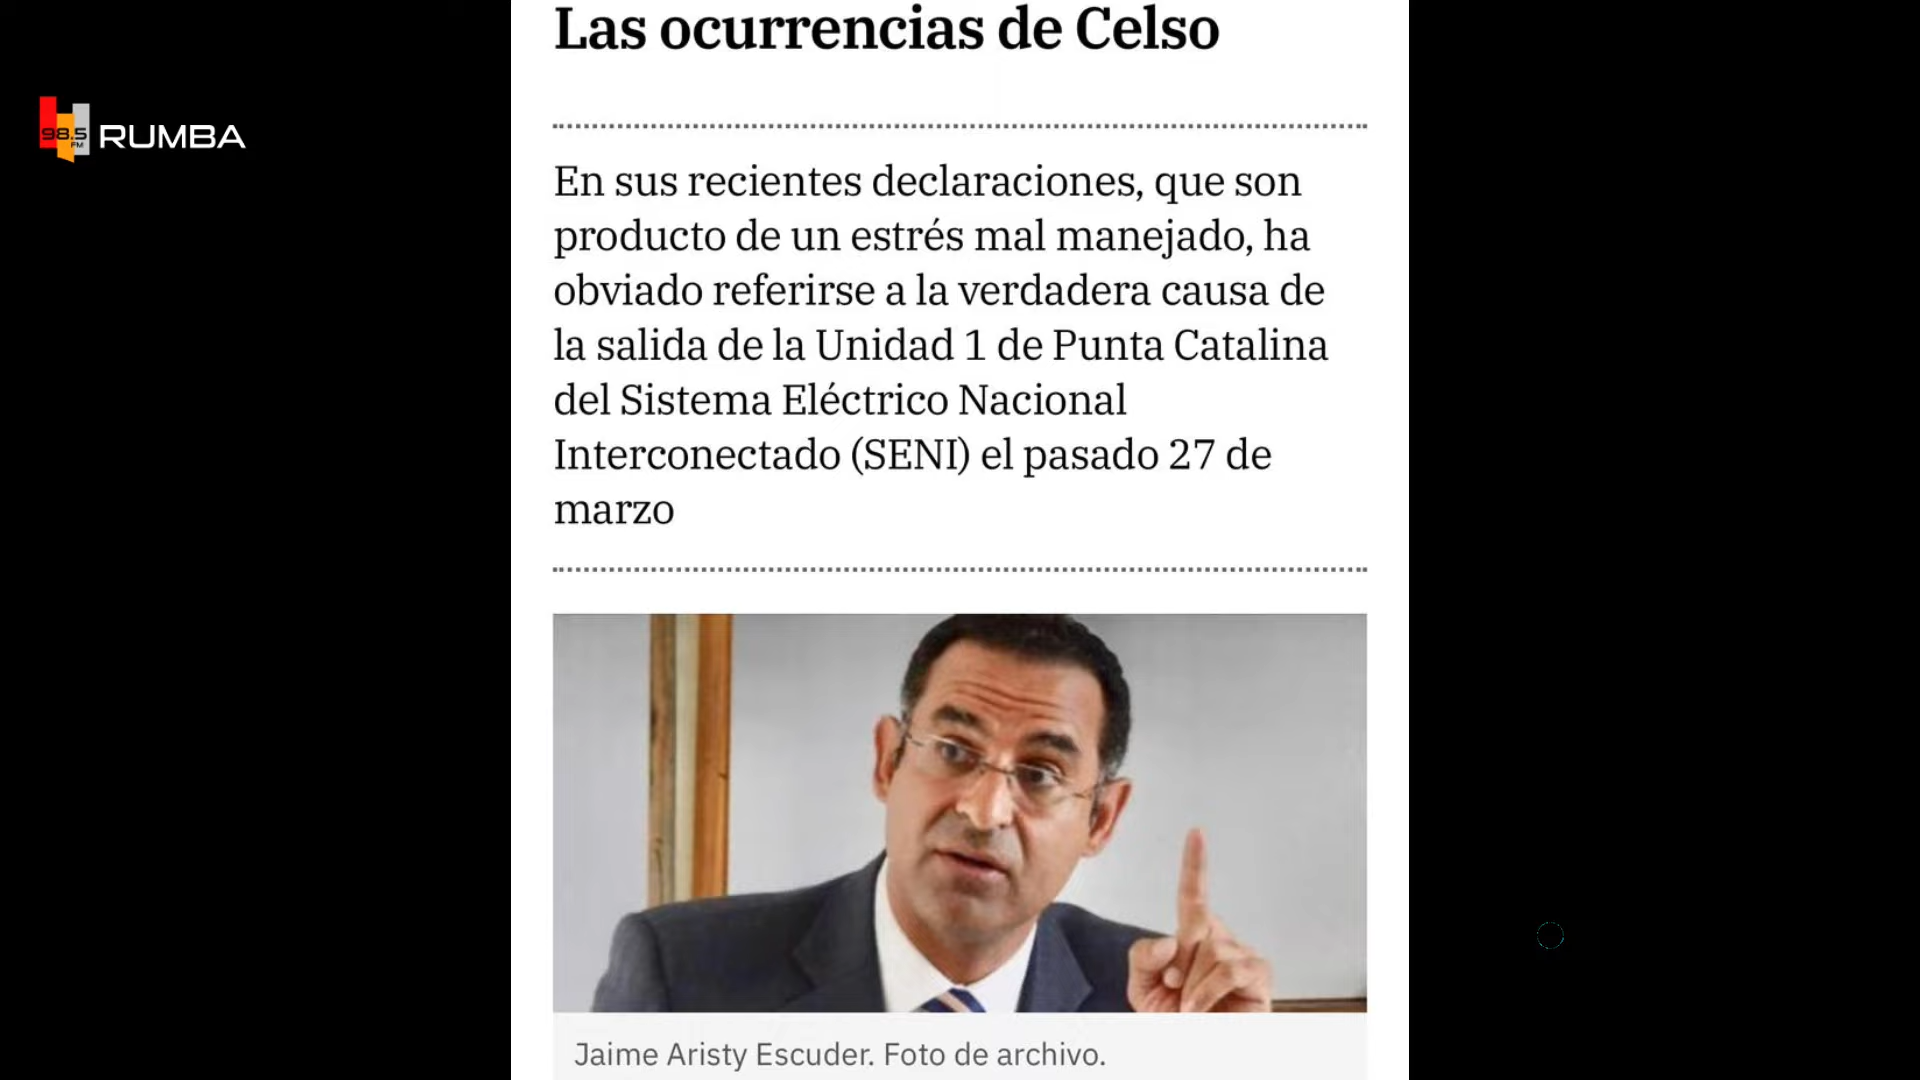 Las ocurrencias de Celso
98.5
FM
RUMBA
En sus recientes declaraciones, que son
producto de un estrés mal manejado, ha
obviado referirse a la verdadera causa de
la salida de la Unidad 1 de Punta Catalina
del Sistema Eléctrico Nacional
Interconectado (SENI) el pasado 27 de
marzo
Jaime Aristy Escuder. Foto de archivo.